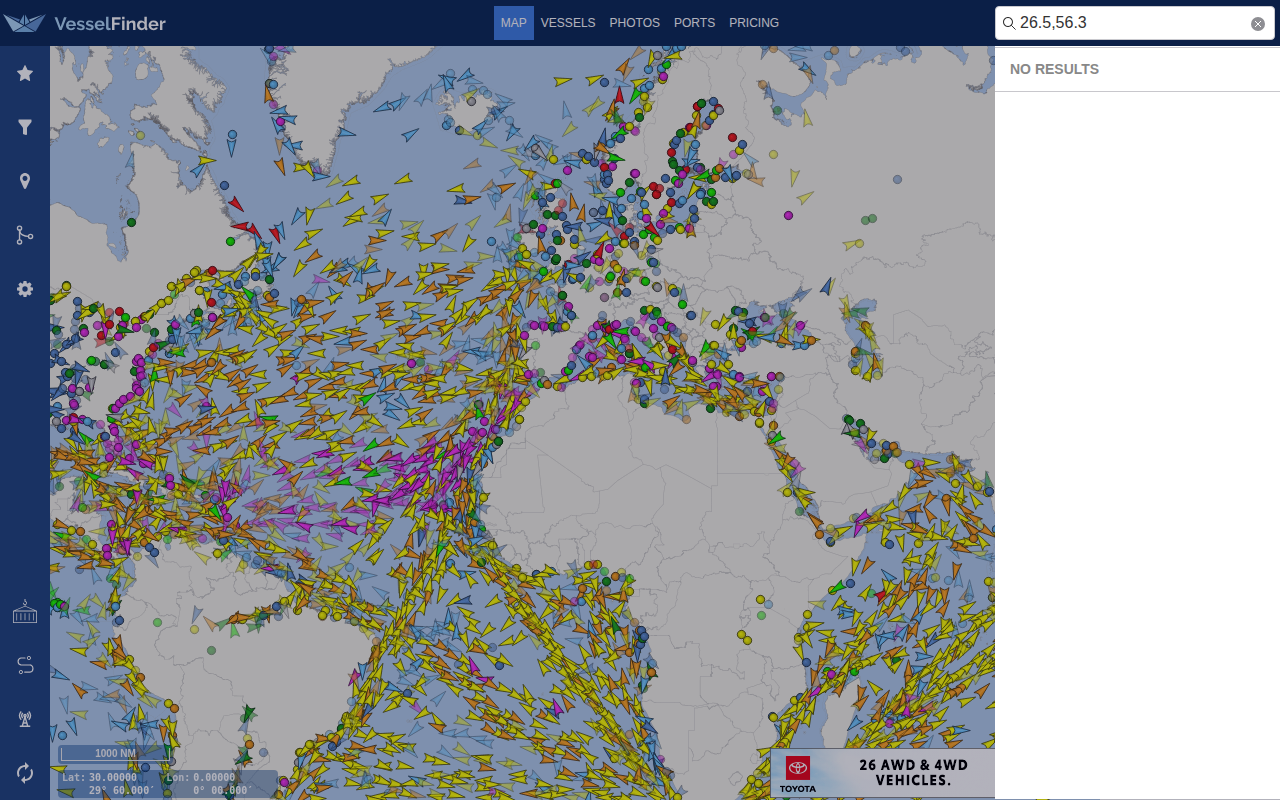 VesselFinder
MAP VESSELS PHOTOS PORTS PRICING
26.5,56.3
NO RESULTS
1000 NM
Lat: 30.00000 Lon: 0.00000
29° 60.000′ 0° 00.000′
TOYOTA
26 AWD & 4WD
VEHICLES.